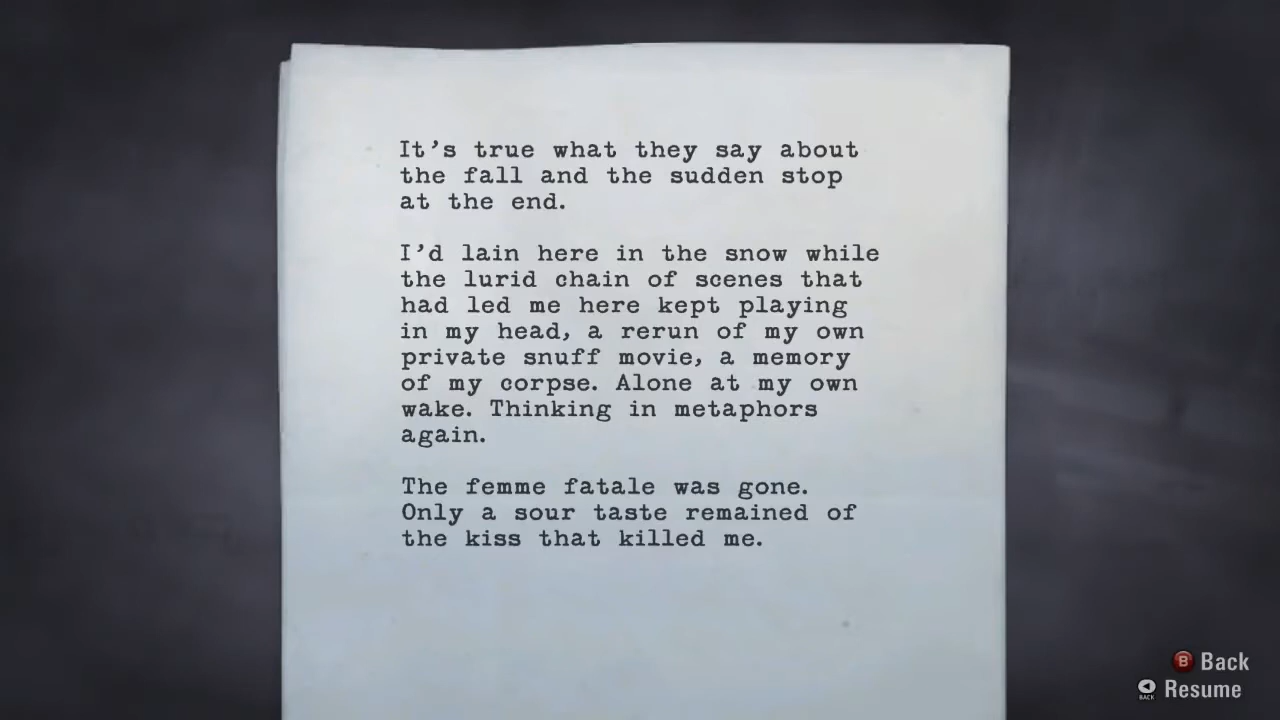 It's true what they say about
the fall and the sudden stop
at the end.
I'd lain here in the snow while
the lurid chain of scenes that
had led me here kept playing
in my head, a rerun of my own
private snuff movie, a memory
of my corpse. Alone at my own
wake. Thinking in metaphors
again.
The femme fatale was gone.
Only a sour taste remained of
the kiss that killed me.
B Back
BACK Resume